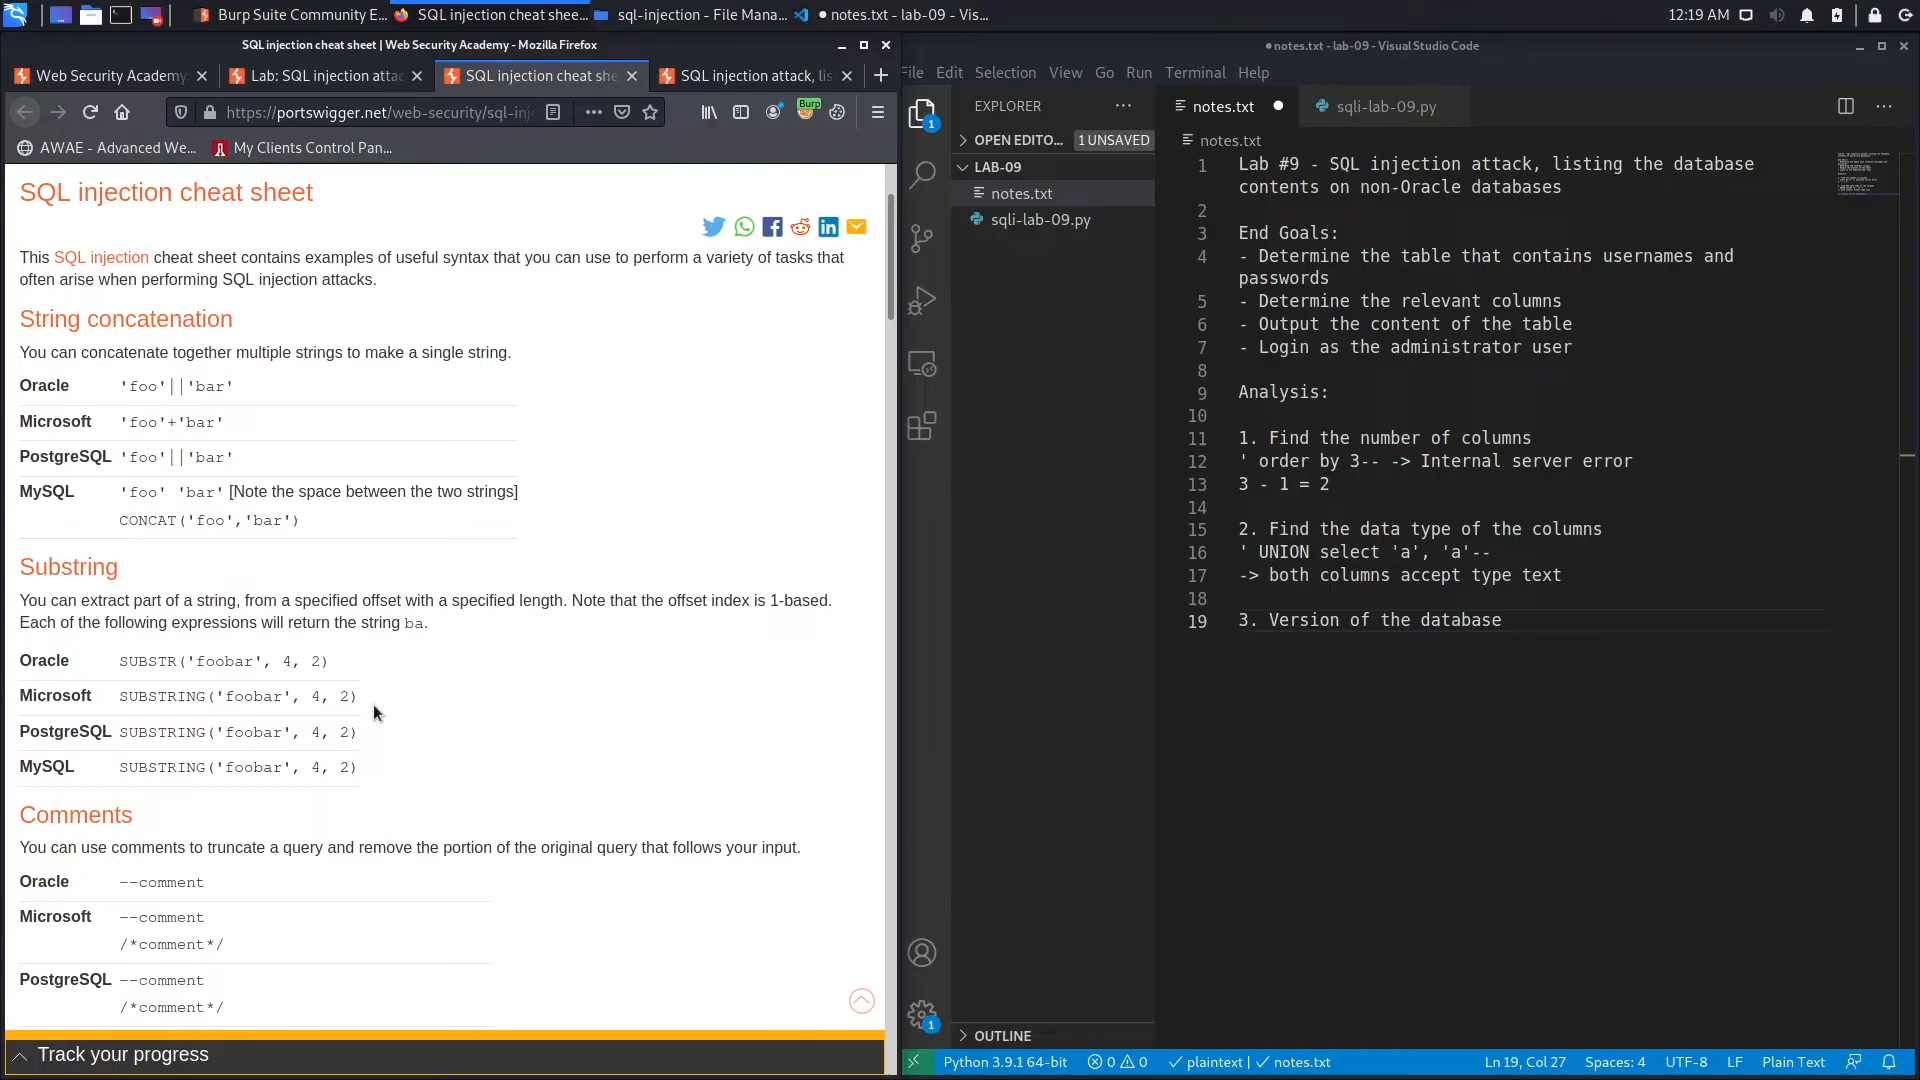 Burp Suite Community E...
SQL injection cheat shee...
sql-injection - File Mana...
notes.txt - lab-09 - Vis...
12:19 AM
SQL injection cheat sheet | Web Security Academy - Mozilla Firefox
Web Security Academy:
Lab: SQL injection atta
SQL injection cheat she
SQL injection attack, lis
https://portswigger.net/web-security/sql-inje
Burp
AWAE - Advanced We...
My Clients Control Pan...
SQL injection cheat sheet
This SQL injection cheat sheet contains examples of useful syntax that you can use to perform a variety of tasks that
often arise when performing SQL injection attacks.
String concatenation
You can concatenate together multiple strings to make a single string.
Oracle 'foo'||'bar'
Microsoft 'foo'+'bar'
PostgreSQL 'foo'||'bar'
MySQL 'foo' 'bar' [Note the space between the two strings]
CONCAT('foo','bar')
Substring
You can extract part of a string, from a specified offset with a specified length. Note that the offset index is 1-based.
Each of the following expressions will return the string ba.
Oracle SUBSTR('foobar', 4, 2)
Microsoft SUBSTRING('foobar', 4, 2)
PostgreSQL SUBSTRING('foobar', 4, 2)
MySQL SUBSTRING('foobar', 4, 2)
Comments
You can use comments to truncate a query and remove the portion of the original query that follows your input.
Oracle --comment
Microsoft --comment
/*comment*/
PostgreSQL --comment
/*comment*/
Track your progress
notes.txt - lab-09 - Visual Studio Code
File Edit Selection View Go Run Terminal Help
EXPLORER
OPEN EDITO... 1 UNSAVED
LAB-09
notes.txt
sqli-lab-09.py
OUTLINE
1
1
notes.txt
sqli-lab-09.py
notes.txt
1 Lab #9 - SQL injection attack, listing the database
contents on non-Oracle databases
2
3 End Goals:
4 - Determine the table that contains usernames and
passwords
5 - Determine the relevant columns
6 - Output the content of the table
7 - Login as the administrator user
8
9 Analysis:
10
11 1. Find the number of columns
12 ' order by 3-- -> Internal server error
13 3 - 1 = 2
14
15 2. Find the data type of the columns
16 ' UNION select 'a', 'a'--
17 -> both columns accept type text
18
19 3. Version of the database
Python 3.9.1 64-bit 0 0 plaintext | notes.txt Ln 19, Col 27 Spaces: 4 UTF-8 LF Plain Text